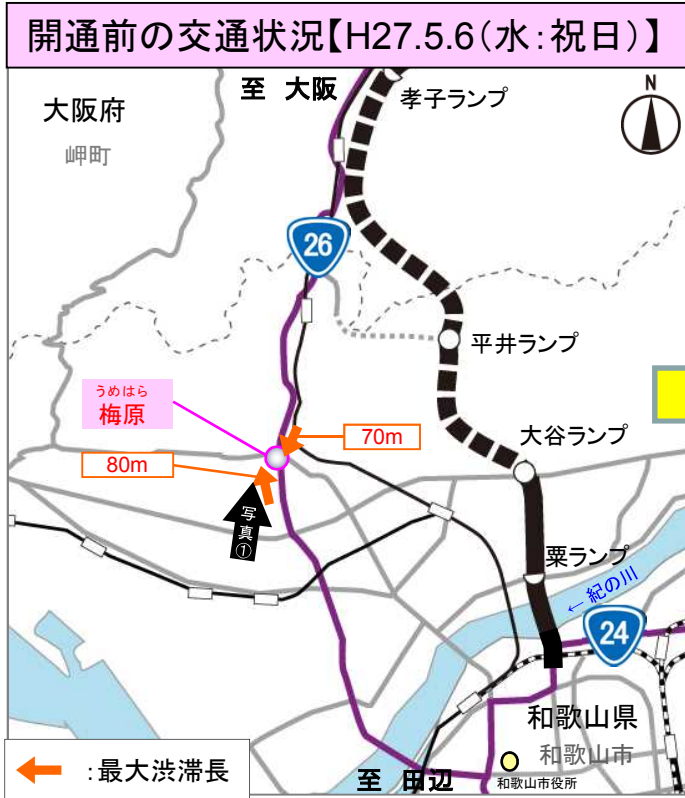 開通前の交通状況【H27.5.6(水:祝日)】
至 大阪
孝子ランプ
N
大阪府
岬町
26
平井ランプ
うめはら
梅原
70m
大谷ランプ
80m
写真①
粟ランプ
←紀の川
24
和歌山県
和歌山市
:最大渋滞長
至 田辺
和歌山市役所